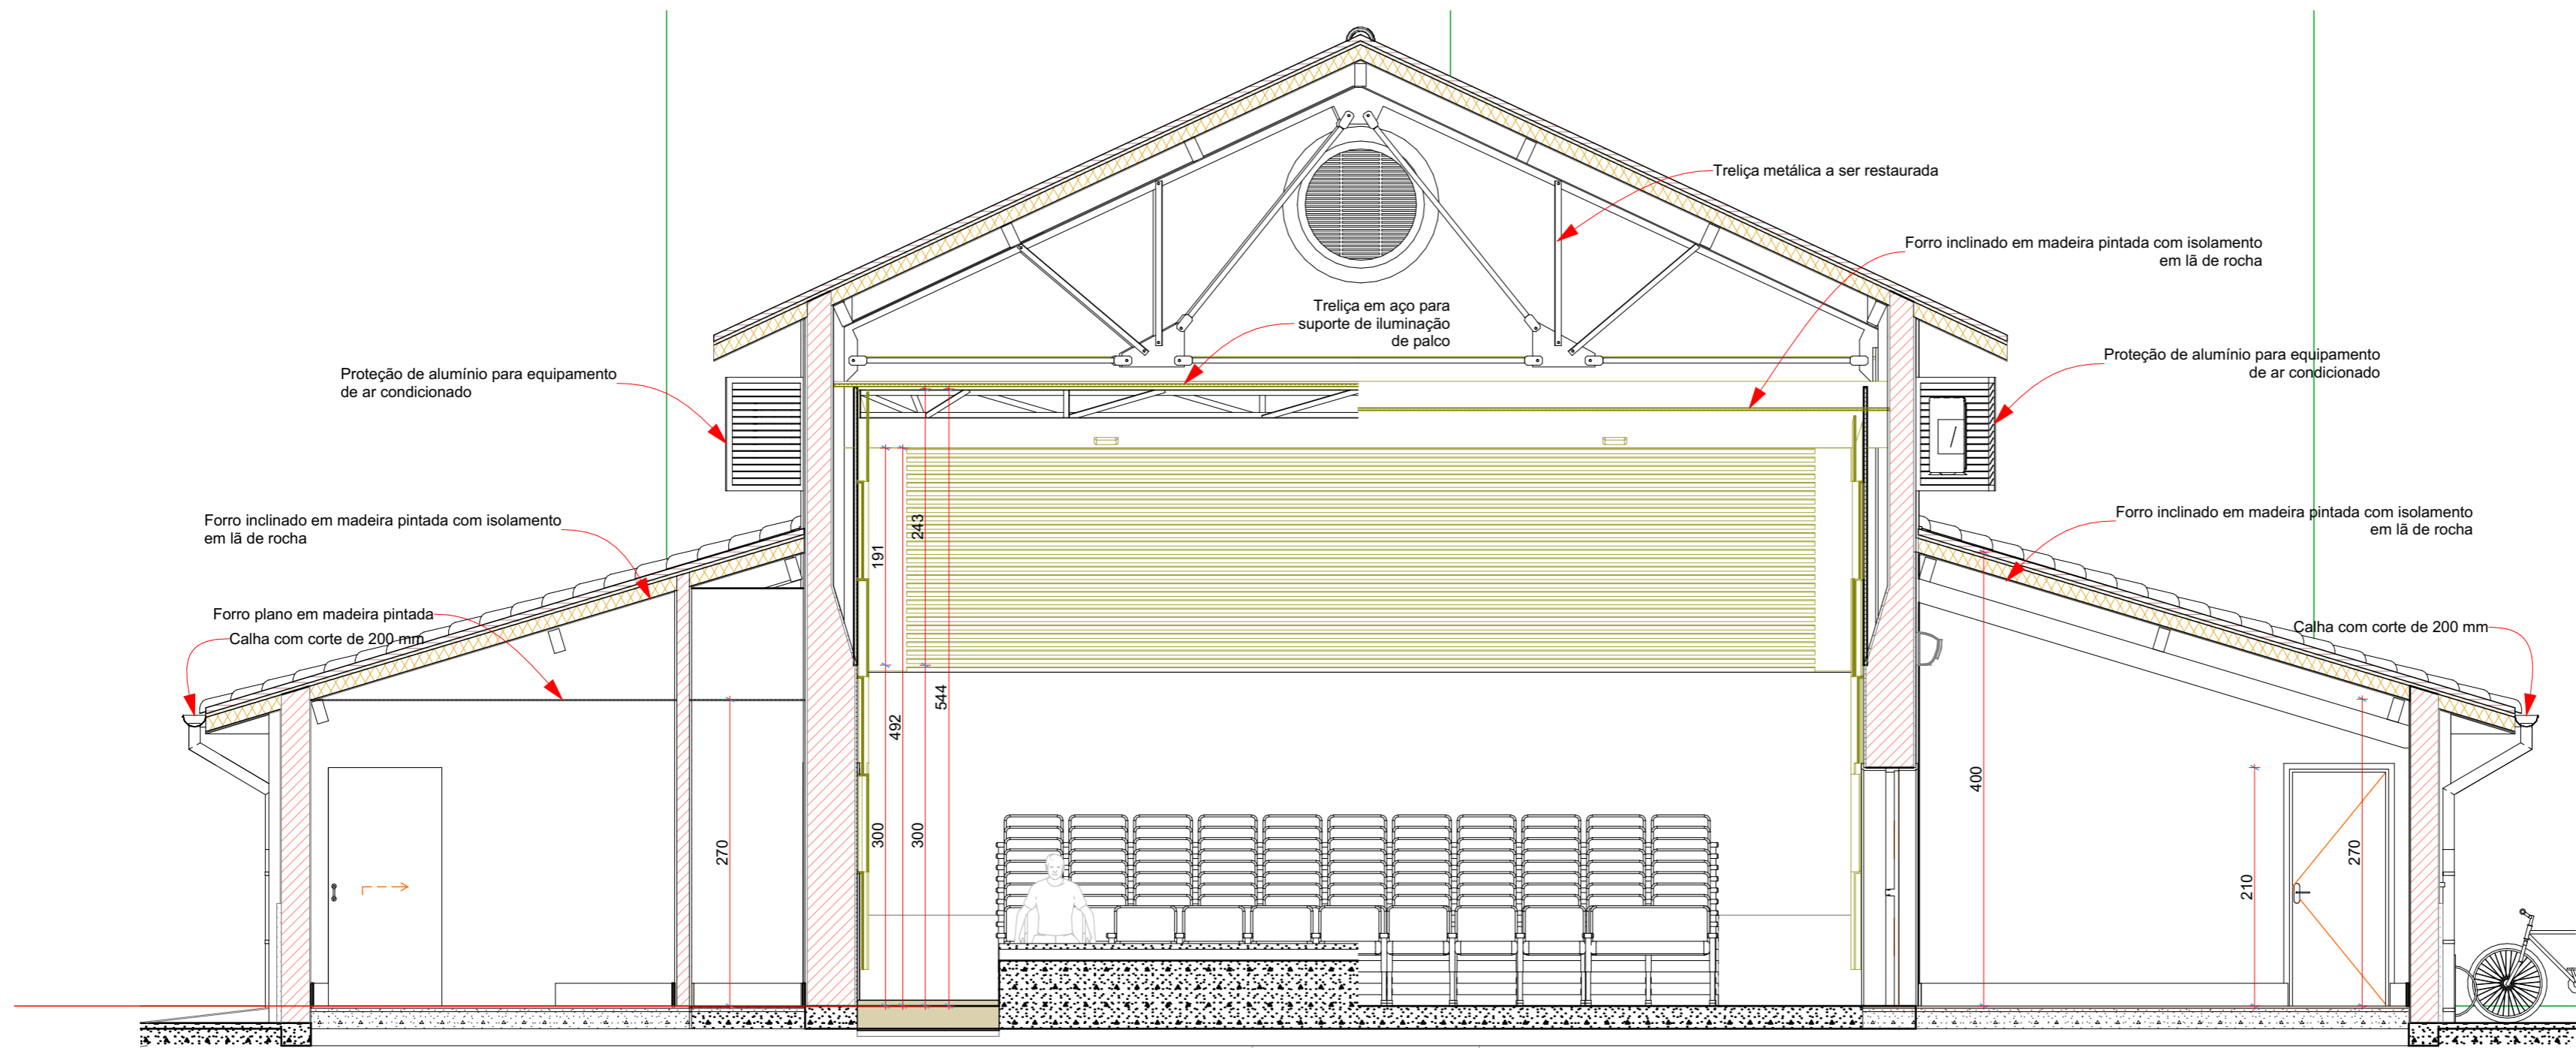 Treliça metálica a ser restaurada
Forro inclinado em madeira pintada com isolamento
em lã de rocha
Treliça em aço para
suporte de iluminação
de palco
Proteção de alumínio para equipamento
de ar condicionado
Proteção de alumínio para equipamento
de ar condicionado
Forro inclinado em madeira pintada com isolamento
em lã de rocha
Forro inclinado em madeira pintada com isolamento
em lã de rocha
Forro plano em madeira pintada
Calha com corte de 200 mm
Calha com corte de 200 mm
243
191
544
492
300
300
270
400
210
270